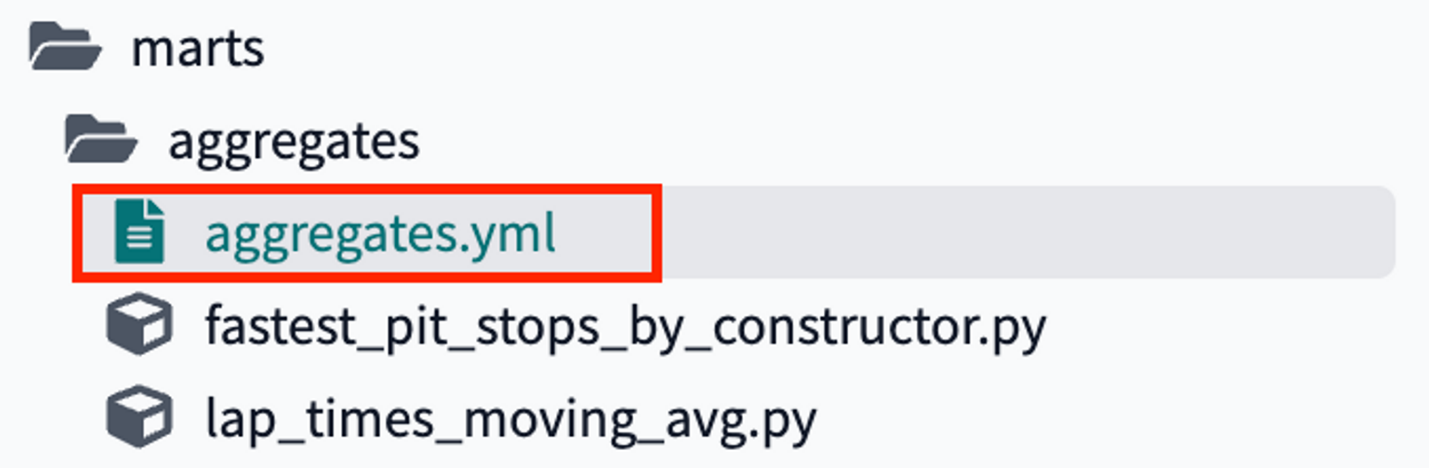 marts
aggregates
aggregates.yml
fastest_pit_stops_by_constructor.py
lap_times_moving_avg.py